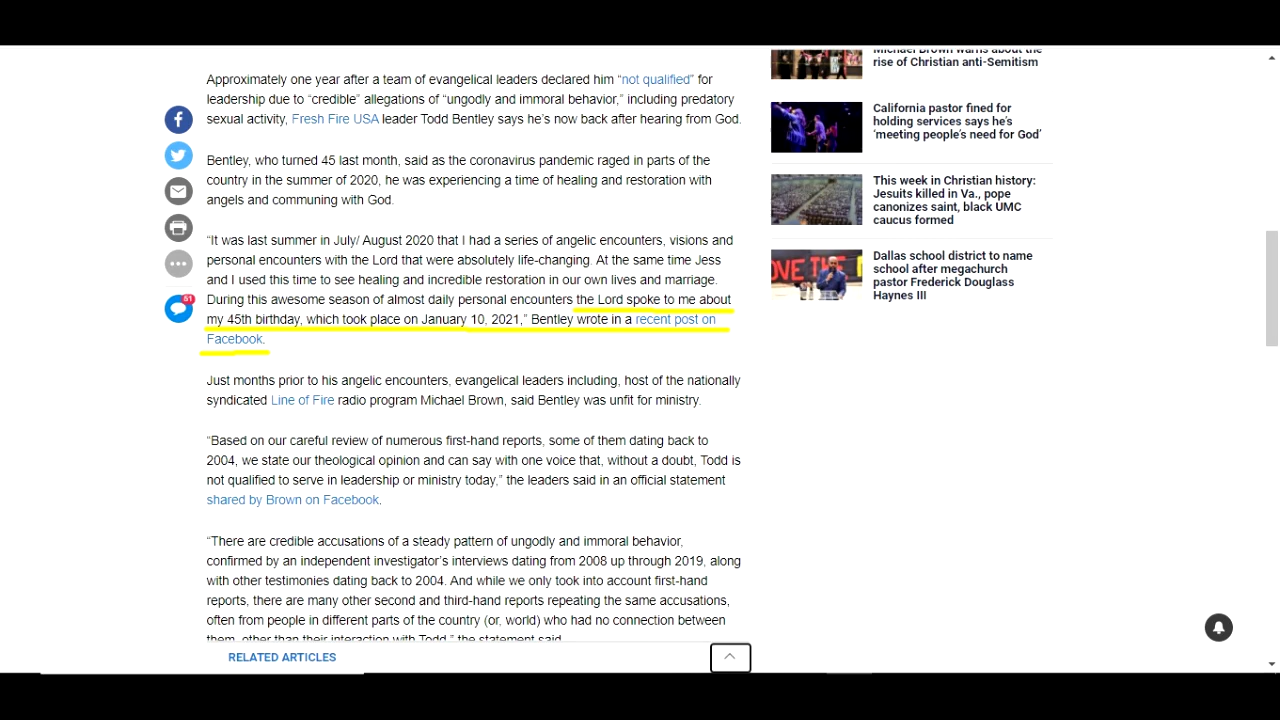 Approximately one year after a team of evangelical leaders declared him “not qualified” for
leadership due to “credible” allegations of “ungodly and immoral behavior,” including predatory
sexual activity, Fresh Fire USA leader Todd Bentley says he’s now back after hearing from God.
Bentley, who turned 45 last month, said as the coronavirus pandemic raged in parts of the
country in the summer of 2020, he was experiencing a time of healing and restoration with
angels and communing with God.
“It was last summer in July/ August 2020 that I had a series of angelic encounters, visions and
personal encounters with the Lord that were absolutely life-changing. At the same time Jess
and I used this time to see healing and incredible restoration in our own lives and marriage.
During this awesome season of almost daily personal encounters the Lord spoke to me about
my 45th birthday, which took place on January 10, 2021,” Bentley wrote in a recent post on
Facebook.
51
Just months prior to his angelic encounters, evangelical leaders including, host of the nationally
syndicated Line of Fire radio program Michael Brown, said Bentley was unfit for ministry.
“Based on our careful review of numerous first-hand reports, some of them dating back to
2004, we state our theological opinion and can say with one voice that, without a doubt, Todd is
not qualified to serve in leadership or ministry today,” the leaders said in an official statement
shared by Brown on Facebook.
“There are credible accusations of a steady pattern of ungodly and immoral behavior,
confirmed by an independent investigator’s interviews dating from 2008 up through 2019, along
with other testimonies dating back to 2004. And while we only took into account first-hand
reports, there are many other second and third-hand reports repeating the same accusations,
often from people in different parts of the country (or, world) who had no connection between
them, other than their interaction with Todd,” the statement said.
RELATED ARTICLES
Michael Brown warns about the
rise of Christian anti-Semitism
California pastor fined for
holding services says he’s
‘meeting people’s need for God’
This week in Christian history:
Jesuits killed in Va., pope
canonizes saint, black UMC
caucus formed
Dallas school district to name
school after megachurch
pastor Frederick Douglass
Haynes III